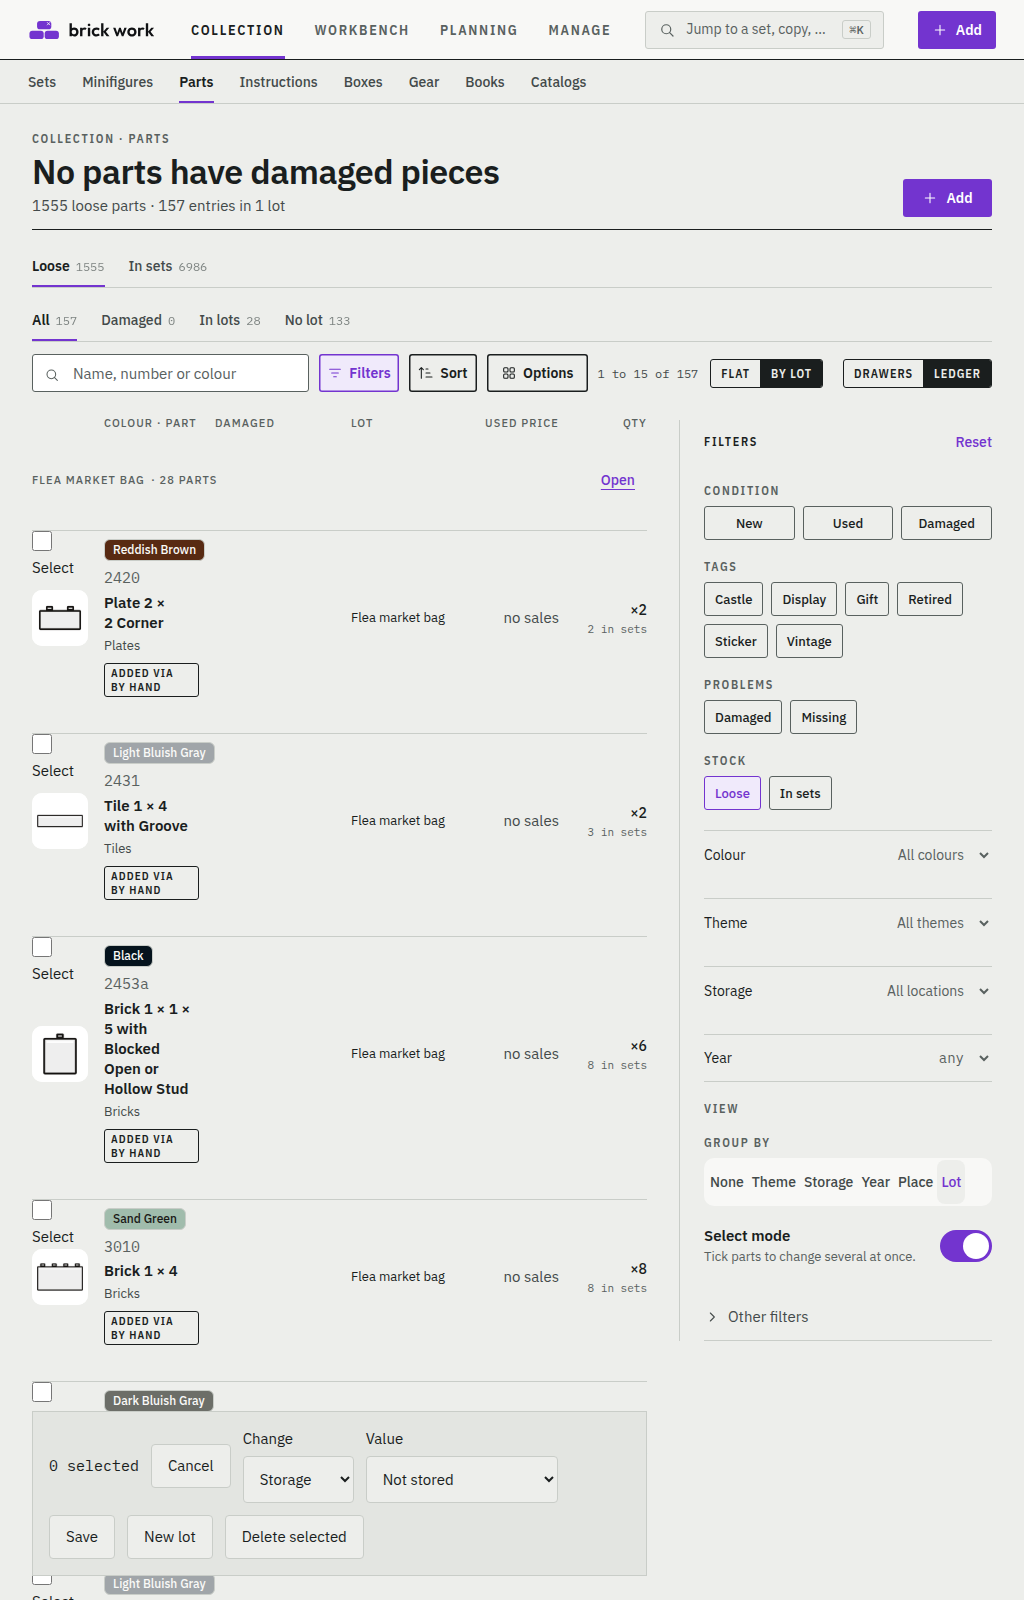 brick work
COLLECTION WORKBENCH PLANNING MANAGE
Jump to a set, copy, ... ⌘K
+ Add
Sets Minifigures Parts Instructions Boxes Gear Books Catalogs
COLLECTION · PARTS
No parts have damaged pieces
1555 loose parts · 157 entries in 1 lot
+ Add
Loose 1555 In sets 6986
All 157 Damaged 0 In lots 28 No lot 133
Name, number or colour
Filters Sort Options
1 to 15 of 157
FLAT BY LOT
DRAWERS LEDGER
COLOUR · PART DAMAGED LOT USED PRICE QTY
FLEA MARKET BAG · 28 PARTS
Open
Select
Reddish Brown
2420
Plate 2 ×
2 Corner
Plates
ADDED VIA
BY HAND
Flea market bag
no sales
×2
2 in sets
Select
Light Bluish Gray
2431
Tile 1 × 4
with Groove
Tiles
ADDED VIA
BY HAND
Flea market bag
no sales
×2
3 in sets
Select
Black
2453a
Brick 1 × 1 ×
5 with
Blocked
Open or
Hollow Stud
Bricks
ADDED VIA
BY HAND
Flea market bag
no sales
×6
8 in sets
Select
Sand Green
3010
Brick 1 × 4
Bricks
ADDED VIA
BY HAND
Flea market bag
no sales
×8
8 in sets
Dark Bluish Gray
0 selected
Cancel
Change
Storage
Value
Not stored
Save
New lot
Delete selected
Light Bluish Gray
Select
FILTERS
Reset
CONDITION
New Used Damaged
TAGS
Castle Display Gift Retired
Sticker Vintage
PROBLEMS
Damaged Missing
STOCK
Loose In sets
Colour All colours
Theme All themes
Storage All locations
Year any
VIEW
GROUP BY
None Theme Storage Year Place Lot
Select mode
Tick parts to change several at once.
Other filters